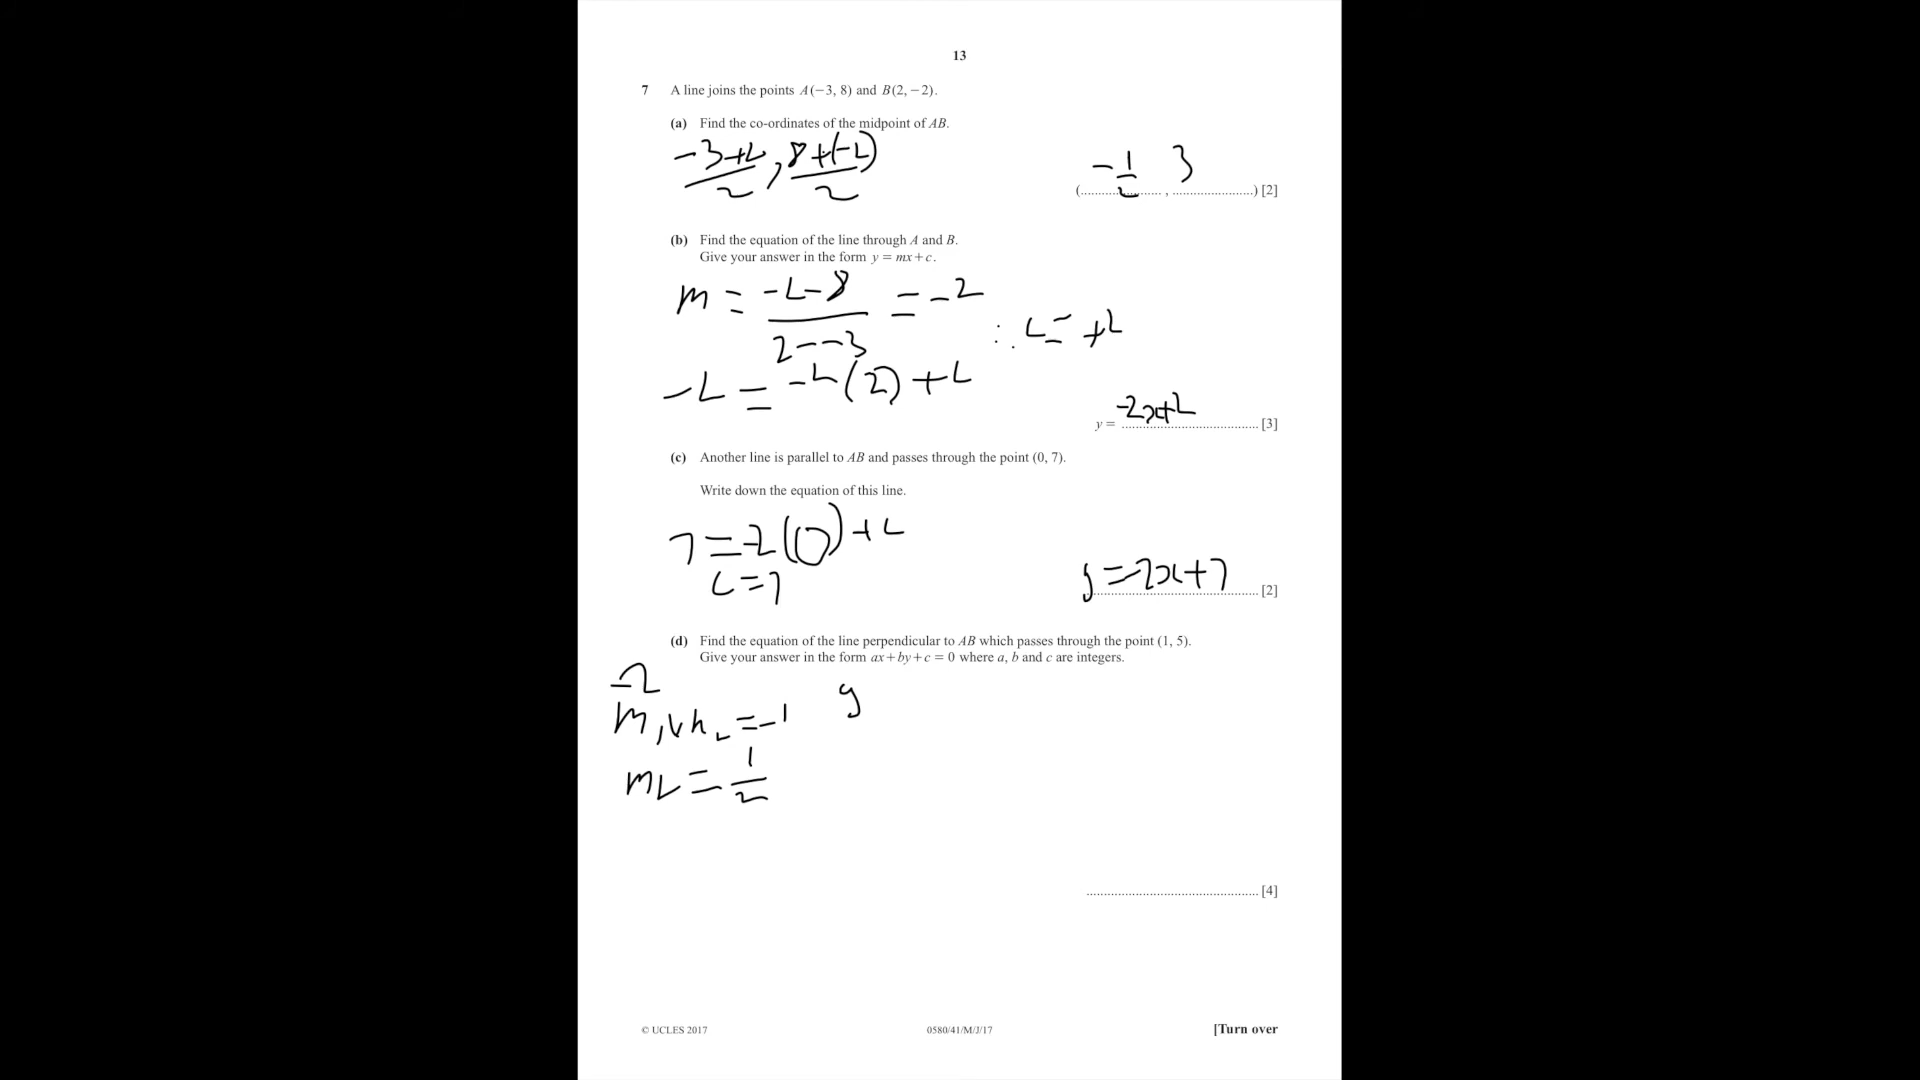 13
7 A line joins the points A(−3, 8) and B(2, −2).
(a) Find the co-ordinates of the midpoint of AB.
-3+2/2, 8+(-2)/2
-1/2 3
(........................ , ........................) [2]
(b) Find the equation of the line through A and B.
Give your answer in the form y = mx + c.
m = -2-8/2--3 = -2
∴ c = +2
-2 = -2(2) + c
y = -2x+2 [3]
(c) Another line is parallel to AB and passes through the point (0, 7).
Write down the equation of this line.
7 = -2(0) + c
c = 7
y = -2x+7 [2]
(d) Find the equation of the line perpendicular to AB which passes through the point (1, 5).
Give your answer in the form ax + by + c = 0 where a, b and c are integers.
-2
m1 x m2 = -1 y
m2 = 1/2
.................................................. [4]
© UCLES 2017 0580/41/M/J/17 [Turn over